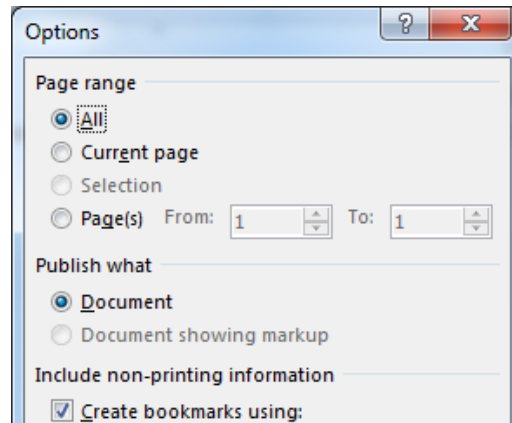 Options
?
Page range
All
Current page
Selection
Page(s) From: 1 To: 1
Publish what
Document
Document showing markup
Include non-printing information
Create bookmarks using: